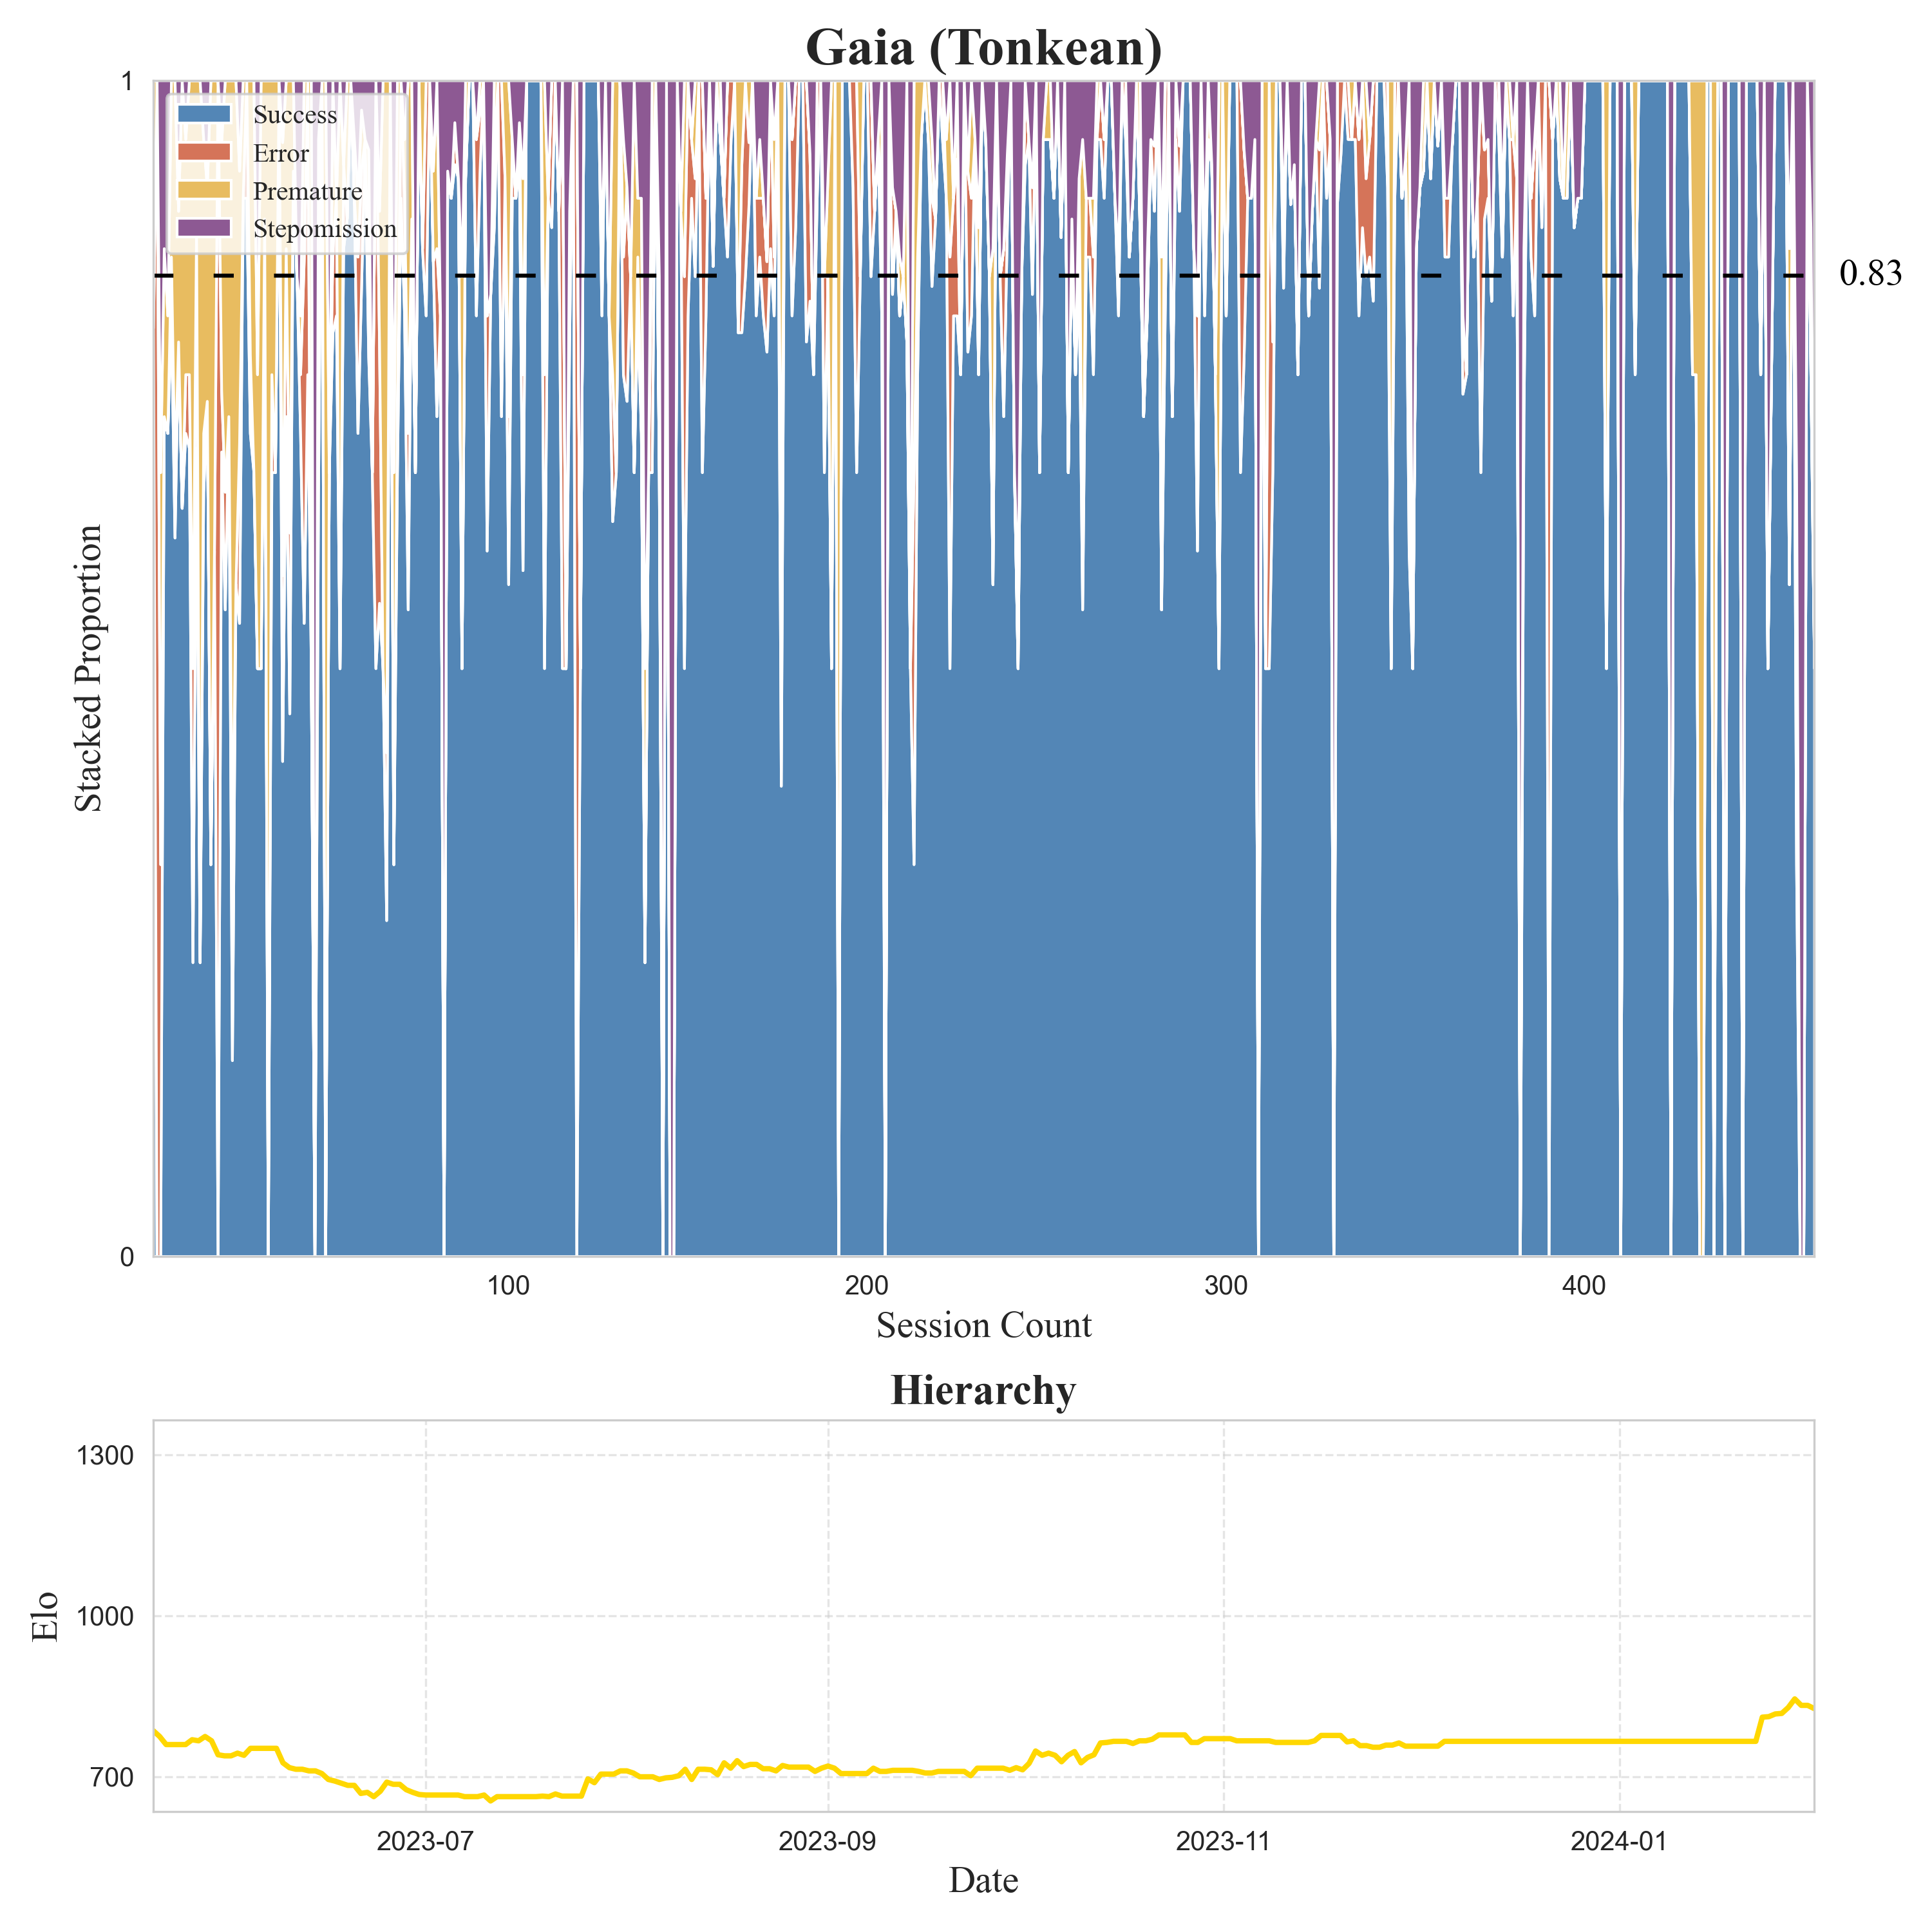 Gaia (Tonkean)
1
Success
Error
Premature
Stepomission
0.83
Stacked Proportion
0
100
200
300
400
Session Count
Hierarchy
1300
1000
700
Elo
2023-07
2023-09
2023-11
2024-01
Date